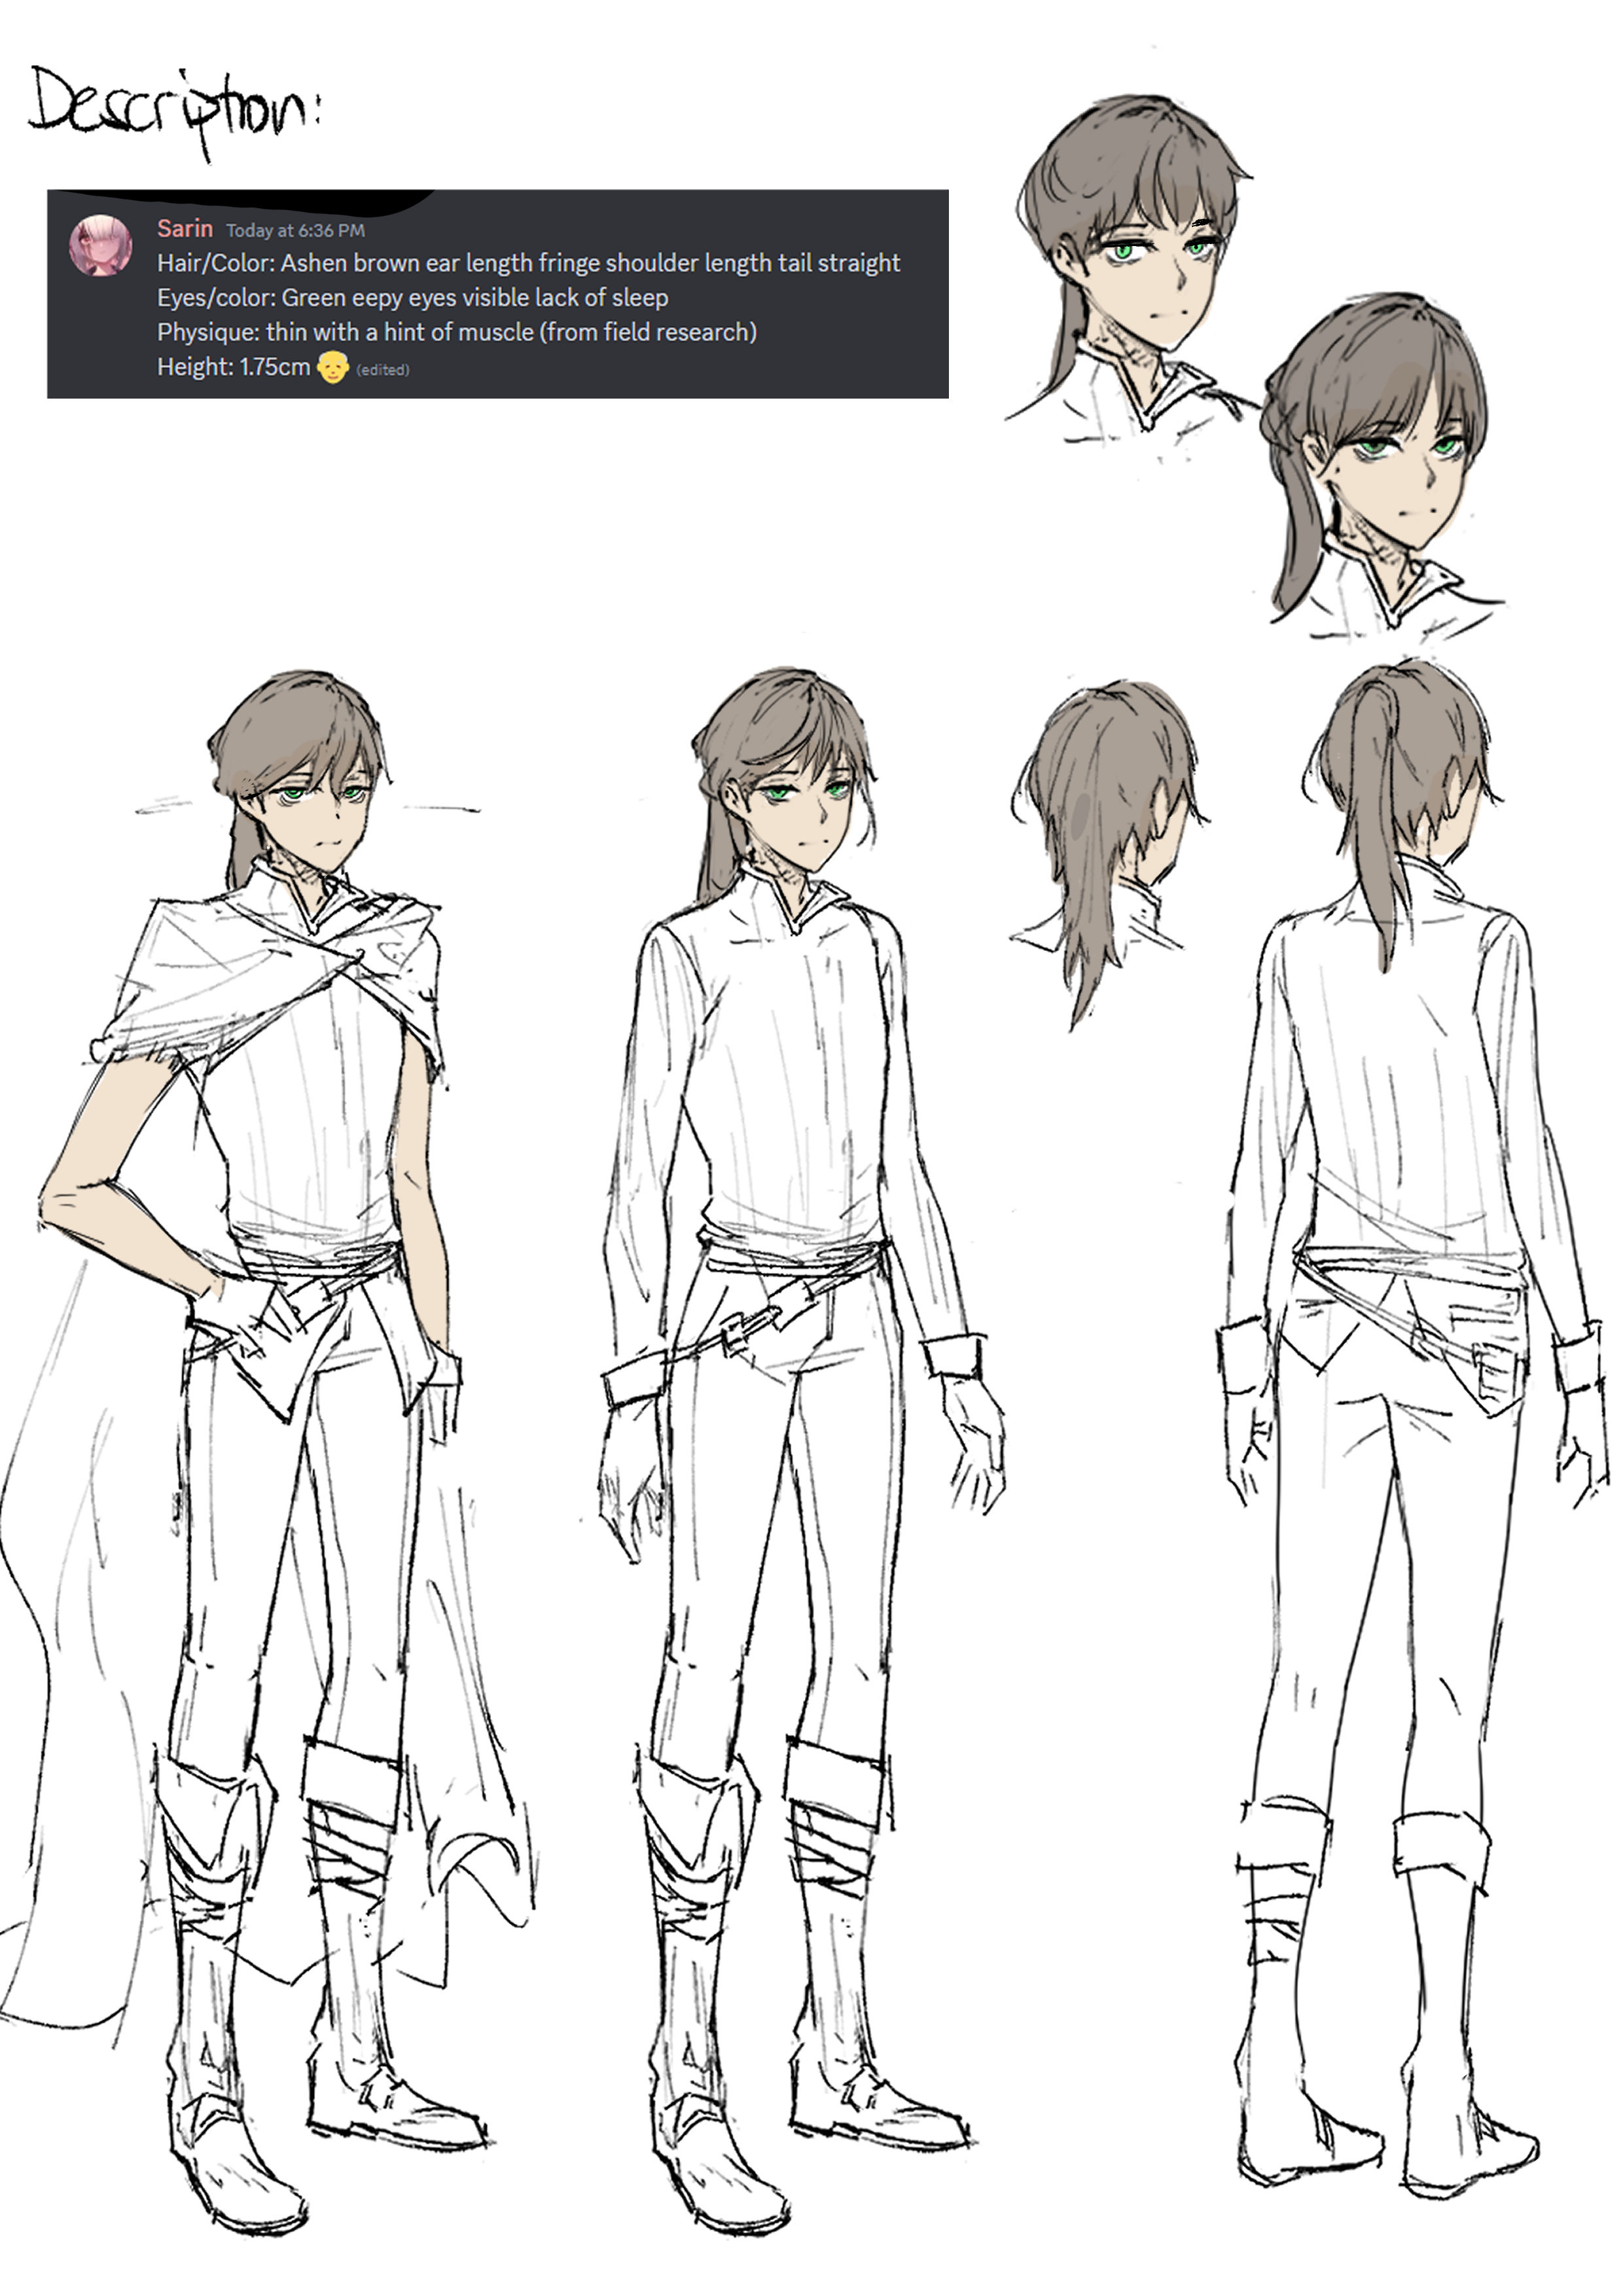 Description:
Sarin Today at 6:36 PM
Hair/Color: Ashen brown ear length fringe shoulder length tail straight
Eyes/color: Green eepy eyes visible lack of sleep
Physique: thin with a hint of muscle (from field research)
Height: 1.75cm 👴 (edited)